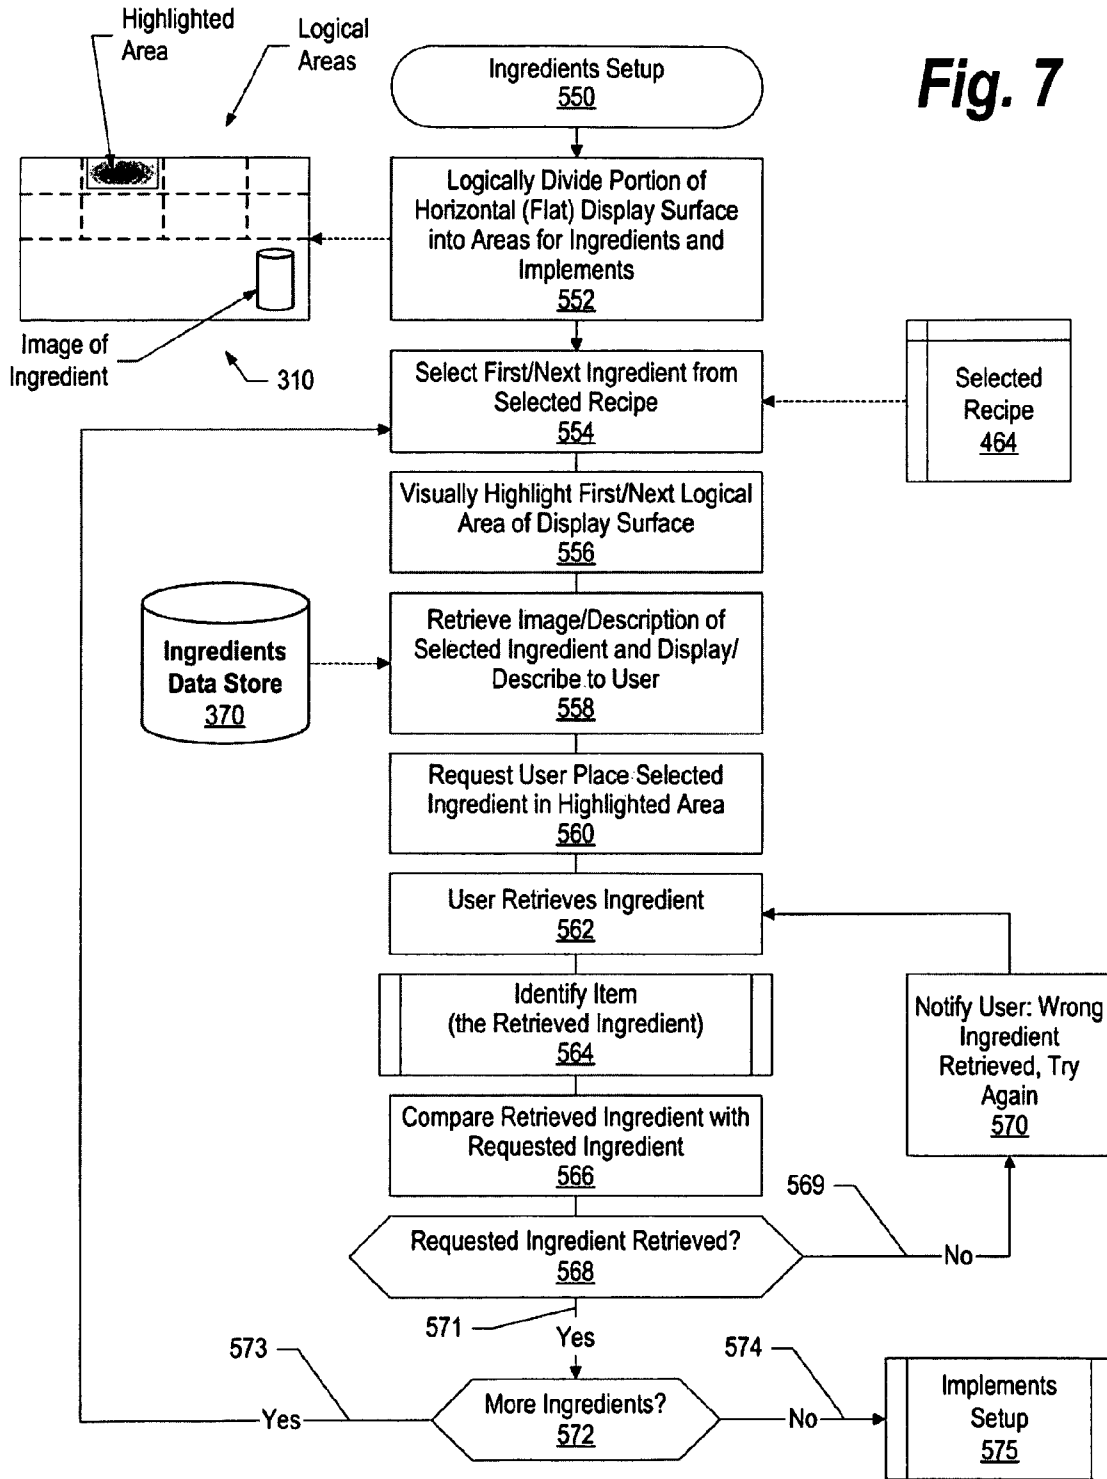 Highlighted
Area
Logical
Areas
Fig. 7
Ingredients Setup
550
Logically Divide Portion of
Horizontal (Flat) Display Surface
into Areas for Ingredients and
Implements
552
Image of
Ingredient
310
Select First/Next Ingredient from
Selected Recipe
554
Selected
Recipe
464
Visually Highlight First/Next Logical
Area of Display Surface
556
Ingredients
Data Store
370
Retrieve Image/Description of
Selected Ingredient and Display/
Describe to User
558
Request User Place Selected
Ingredient in Highlighted Area
560
User Retrieves Ingredient
562
Identify Item
(the Retrieved Ingredient)
564
Notify User: Wrong
Ingredient
Retrieved, Try
Again
570
Compare Retrieved Ingredient with
Requested Ingredient
566
569
Requested Ingredient Retrieved?
568
No
571
Yes
573
574
More Ingredients?
572
Yes
No
Implements
Setup
575